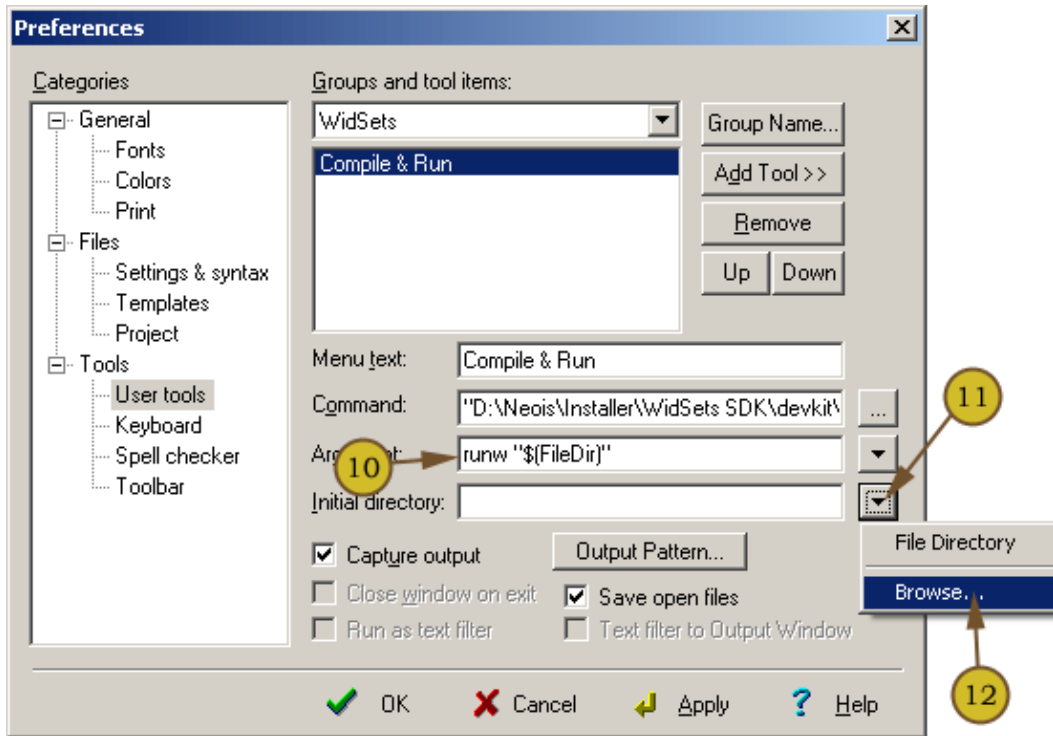 Preferences
Categories
General
Fonts
Colors
Print
Files
Settings & syntax
Templates
Project
Tools
User tools
Keyboard
Spell checker
Toolbar
Groups and tool items:
WidSets
Group Name...
Compile & Run
Add Tool >>
Remove
Up Down
Menu text: Compile & Run
Command: "D:\Neois\Installer\WidSets SDK\devkit\ ...
10 runw "$(FileDir)"
11
Initial directory:
File Directory
Browse...
12
Capture output
Output Pattern...
Close window on exit
Save open files
Run as text filter
Text filter to Output Window
OK Cancel Apply ? Help